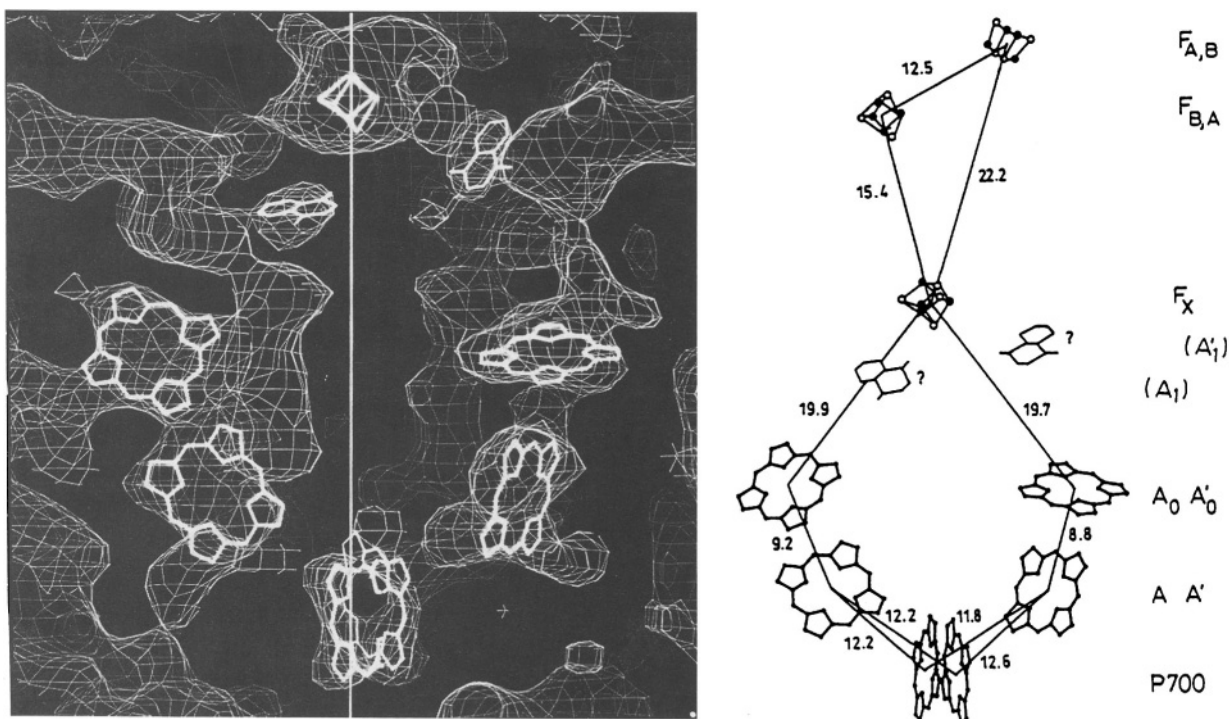 F_A,B
12.5
F_B,A
15.4
22.2
F_X
?
(A'_1)
?
(A_1)
19.9
19.7
A_0 A'_0
9.2
8.8
A A'
12.2
11.8
12.2
12.6
P700